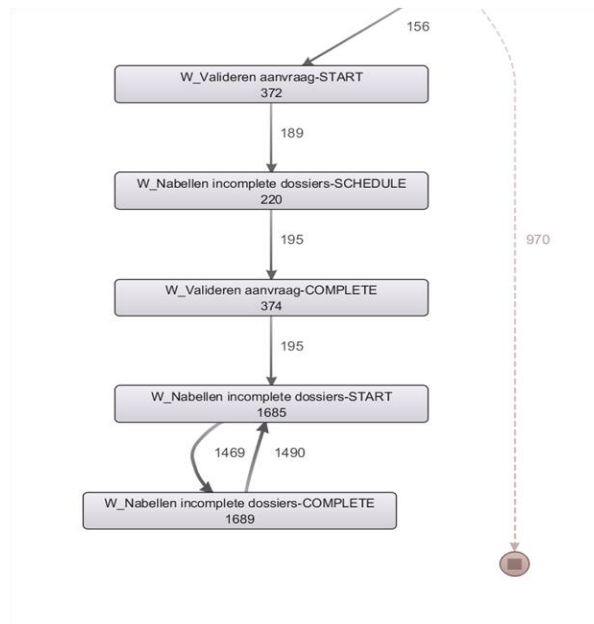 156
W_Valideren aanvraag-START
372
189
W_Nabellen incomplete dossiers-SCHEDULE
220
195
970
W_Valideren aanvraag-COMPLETE
374
195
W_Nabellen incomplete dossiers-START
1685
1469
1490
W_Nabellen incomplete dossiers-COMPLETE
1689